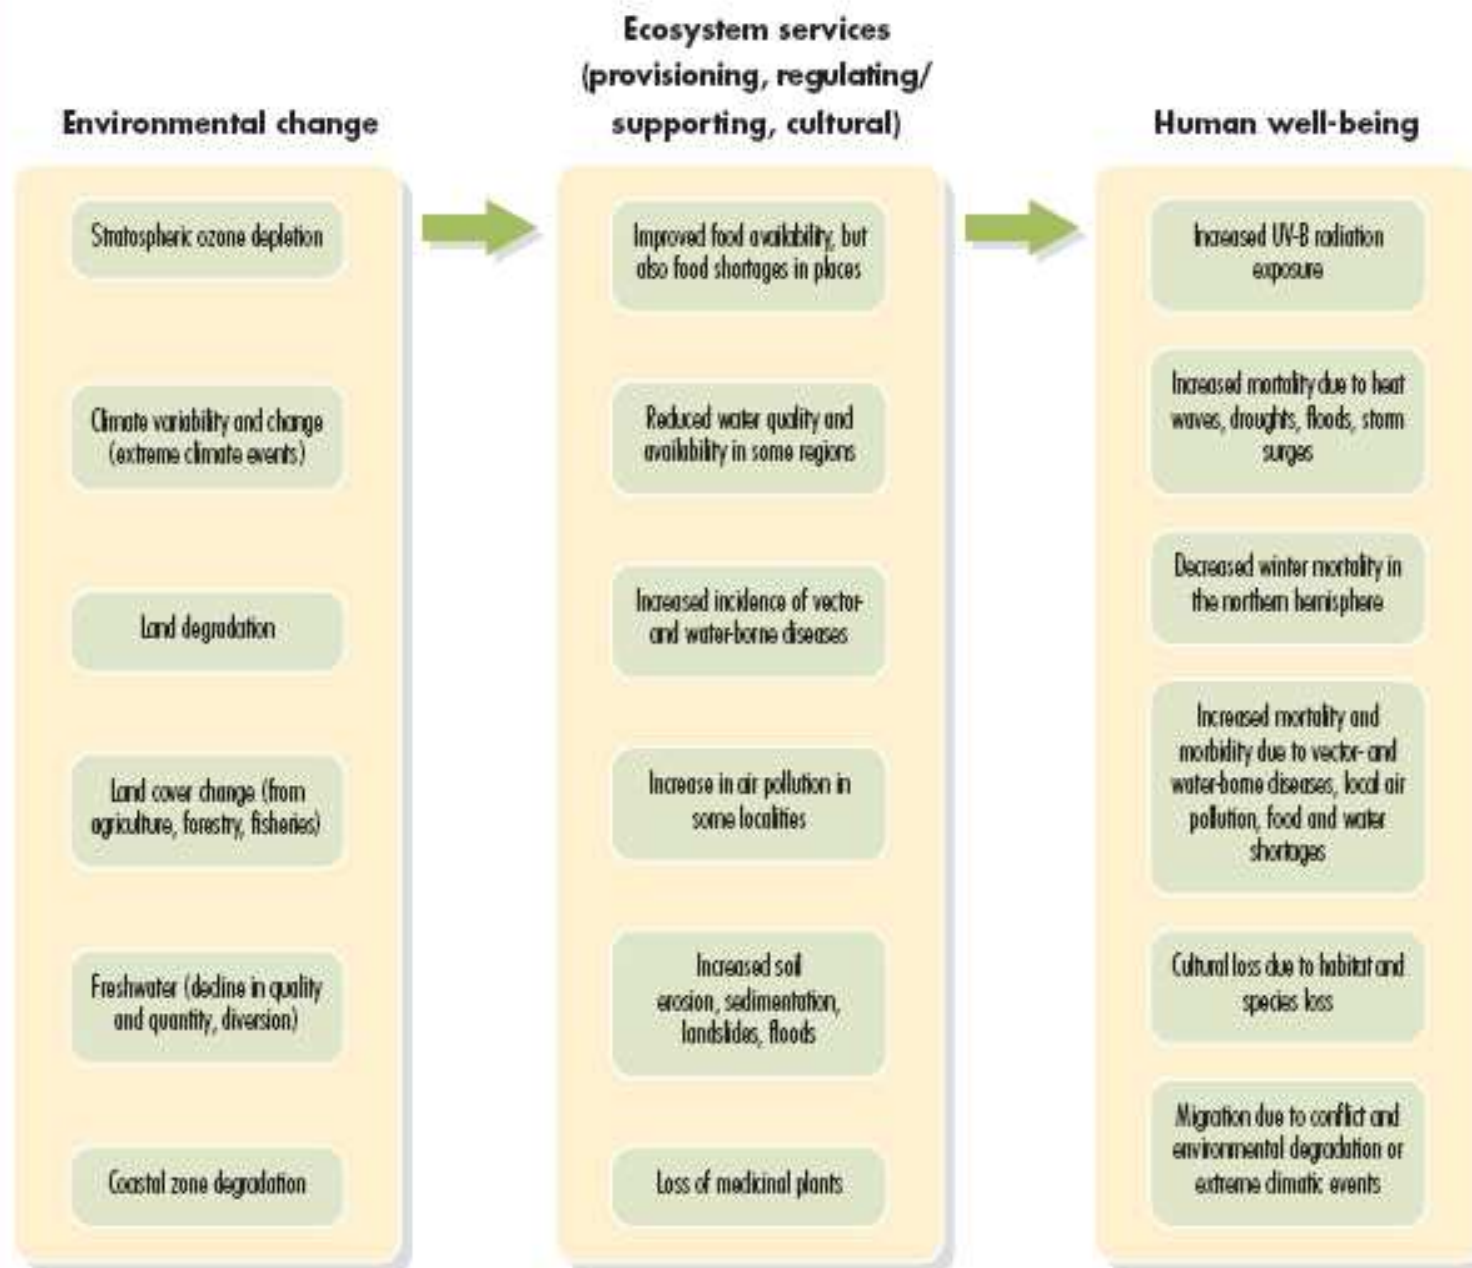 Environmental change
Stratospheric ozone depletion
Climate variability and change
(extreme climate events)
Land degradation
Land cover change (from
agriculture, forestry, fisheries)
Freshwater (decline in quality
and quantity, diversion)
Coastal zone degradation
Ecosystem services
(provisioning, regulating/
supporting, cultural)
Improved food availability, but
also food shortages in places
Reduced water quality and
availability in some regions
Increased incidence of vector-
and water-borne diseases
Increase in air pollution in
some localities
Increased soil
erosion, sedimentation,
landslides, floods
Loss of medicinal plants
Human well-being
Increased UV-B radiation
exposure
Increased mortality due to heat
waves, droughts, floods, storm
surges
Decreased winter mortality in
the northern hemisphere
Increased mortality and
morbidity due to vector- and
water-borne diseases, local air
pollution, food and water
shortages
Cultural loss due to habitat and
species loss
Migration due to conflict and
environmental degradation or
extreme climatic events